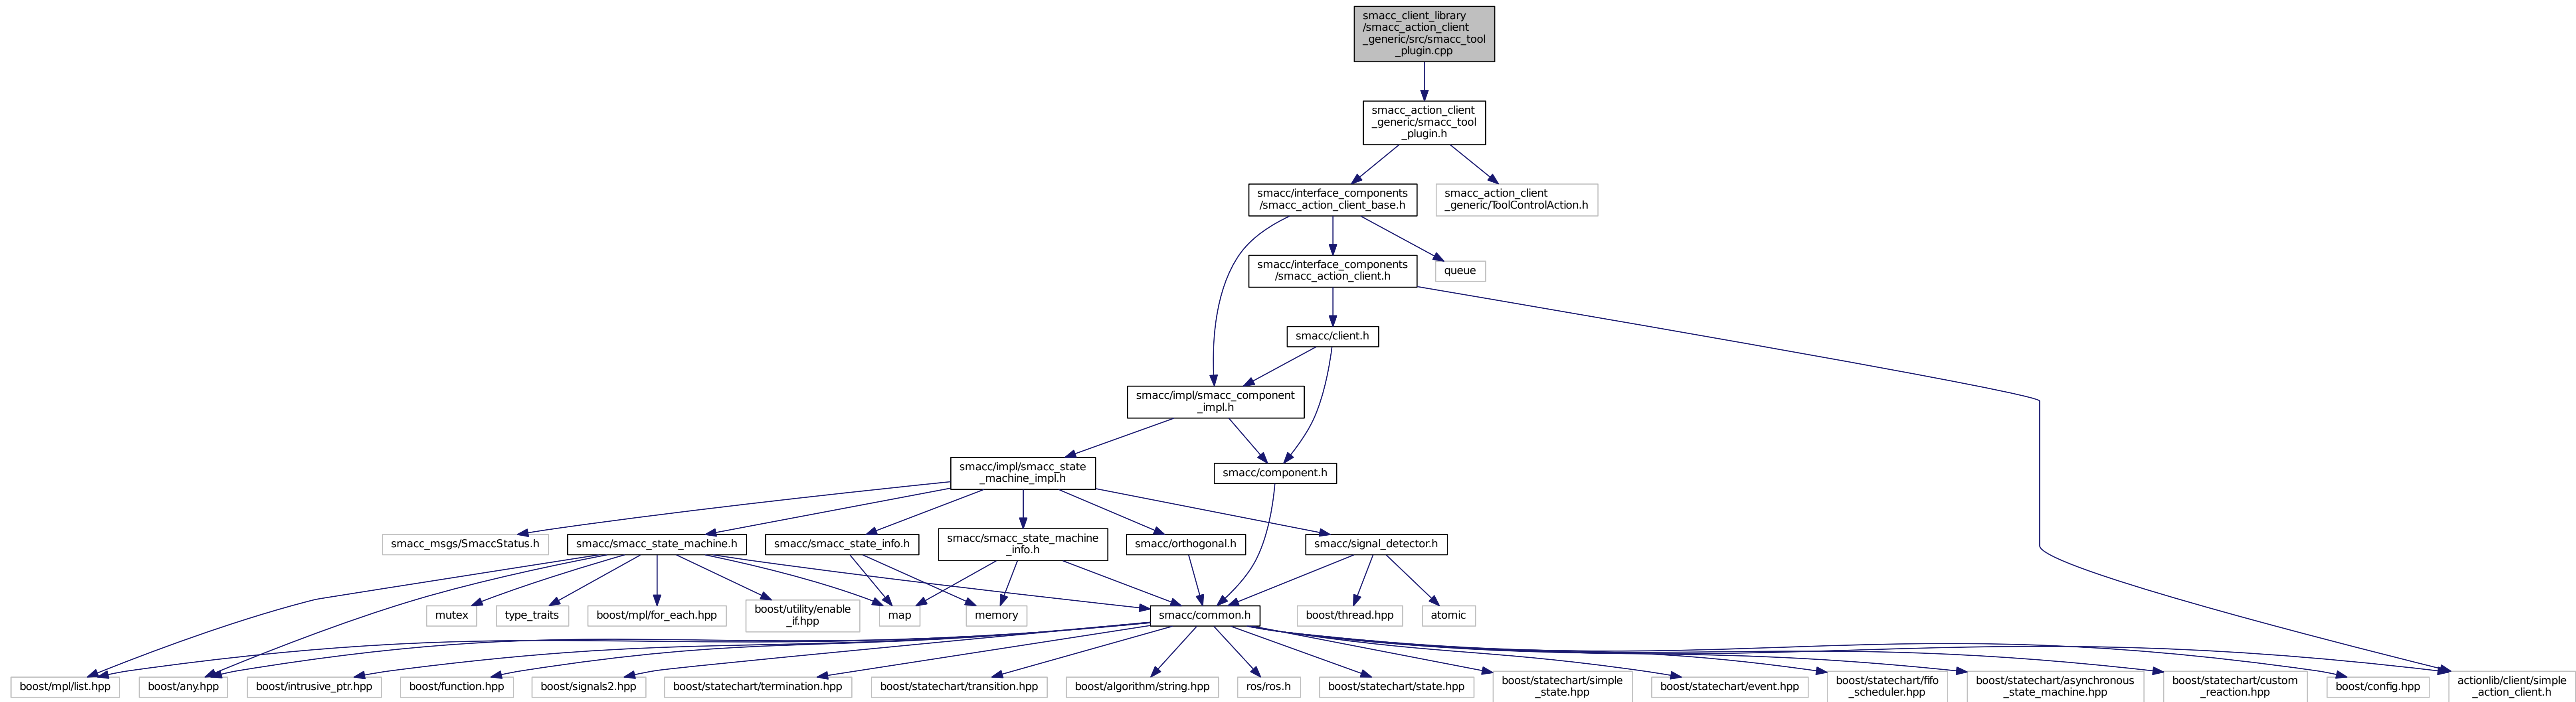 smacc_client_library
/smacc_action_client
_generic/src/smacc_tool
_plugin.cpp
smacc_action_client
_generic/smacc_tool
_plugin.h
smacc/interface_components
/smacc_action_client_base.h
smacc_action_client
_generic/ToolControlAction.h
smacc/interface_components
/smacc_action_client.h
queue
smacc/client.h
smacc/impl/smacc_component
_impl.h
smacc/impl/smacc_state
_machine_impl.h
smacc/component.h
smacc_msgs/SmaccStatus.h
smacc/smacc_state_machine.h
smacc/smacc_state_info.h
smacc/smacc_state_machine
_info.h
smacc/orthogonal.h
smacc/signal_detector.h
mutex
type_traits
boost/mpl/for_each.hpp
boost/utility/enable
_if.hpp
map
memory
smacc/common.h
boost/thread.hpp
atomic
boost/mpl/list.hpp
boost/any.hpp
boost/intrusive_ptr.hpp
boost/function.hpp
boost/signals2.hpp
boost/statechart/termination.hpp
boost/statechart/transition.hpp
boost/algorithm/string.hpp
ros/ros.h
boost/statechart/state.hpp
boost/statechart/simple
_state.hpp
boost/statechart/event.hpp
boost/statechart/fifo
_scheduler.hpp
boost/statechart/asynchronous
_state_machine.hpp
boost/statechart/custom
_reaction.hpp
boost/config.hpp
actionlib/client/simple
_action_client.h